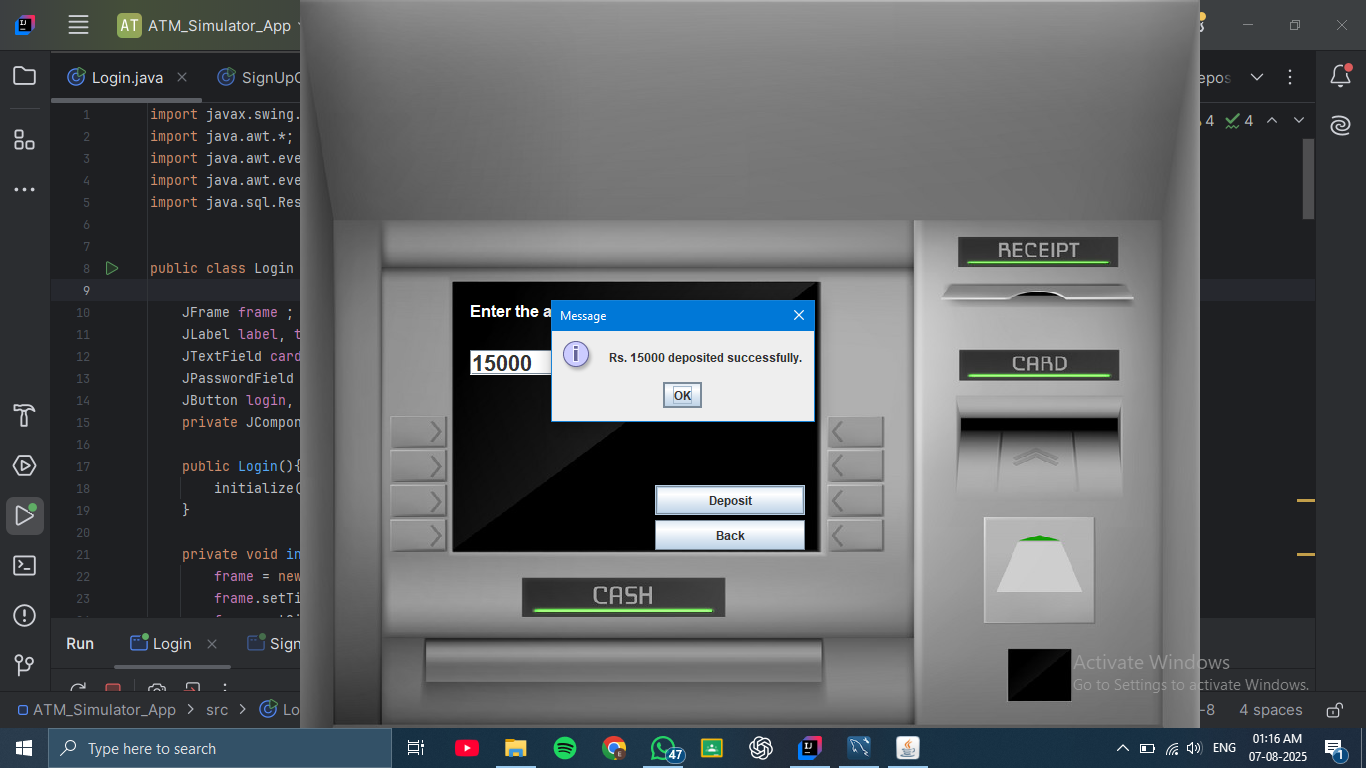 AT ATM_Simulator_App
Login.java
SignUpC
epos
1 import javax.swing.
2 import java.awt.*;
3 import java.awt.eve
4 import java.awt.eve
5 import java.sql.Res
6
7
8 public class Login
9
10 JFrame frame ;
11 JLabel label, t
12 JTextField card
13 JPasswordField
14 JButton login,
15 private JCompon
16
17 public Login(){
18 initialize(
19 }
20
21 private void in
22 frame = new
23 frame.setTi
4 4
RECEIPT
CARD
Enter the a
15000
Message
Rs. 15000 deposited successfully.
OK
Deposit
Back
CASH
Run Login Sign
Activate Windows
Go to Settings to activate Windows.
ATM_Simulator_App > src > Lo
-8 4 spaces
Type here to search
47
ENG
01:16 AM
07-08-2025
1